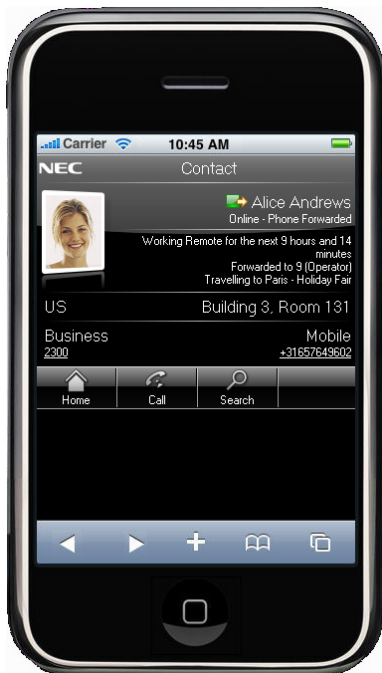 Carrier 10:45 AM
NEC Contact
Alice Andrews
Online - Phone Forwarded
Working Remote for the next 9 hours and 14
minutes
Forwarded to 9 (Operator)
Travelling to Paris - Holiday Fair
US Building 3, Room 131
Business Mobile
2300 +31657649602
Home Call Search